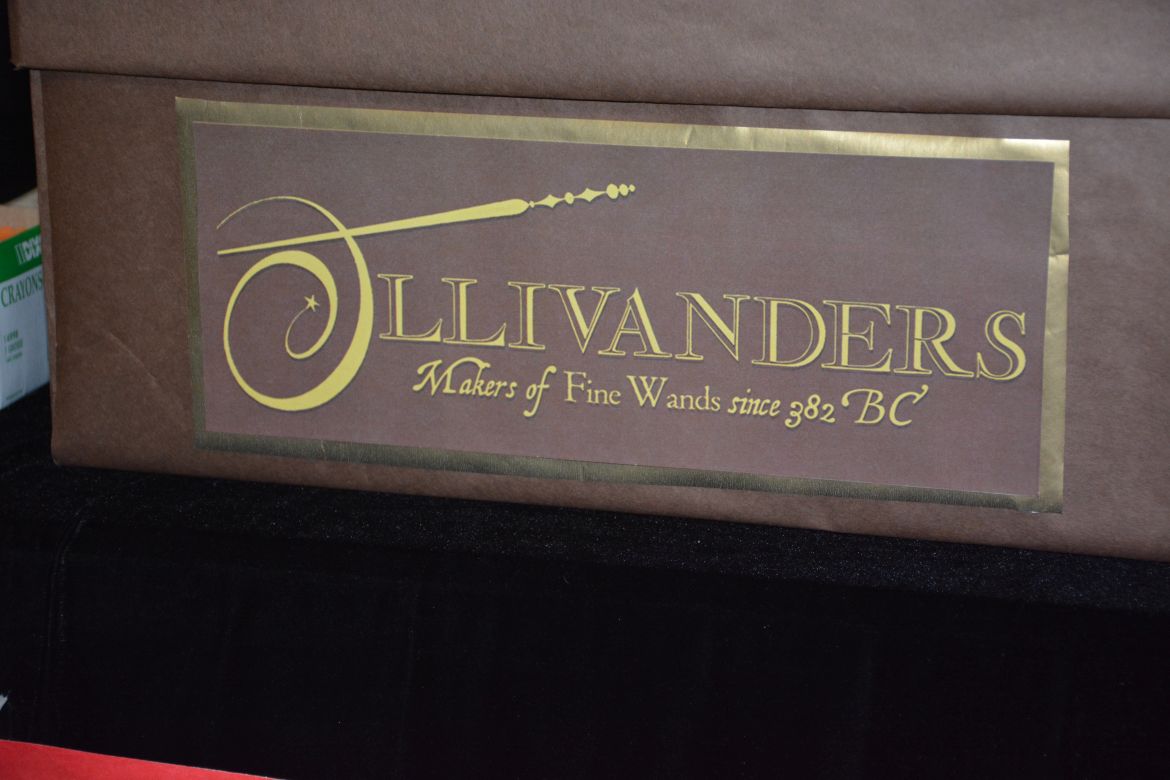 OLLIVANDERS
Makers of Fine Wands since 382 BC
CRAYONS